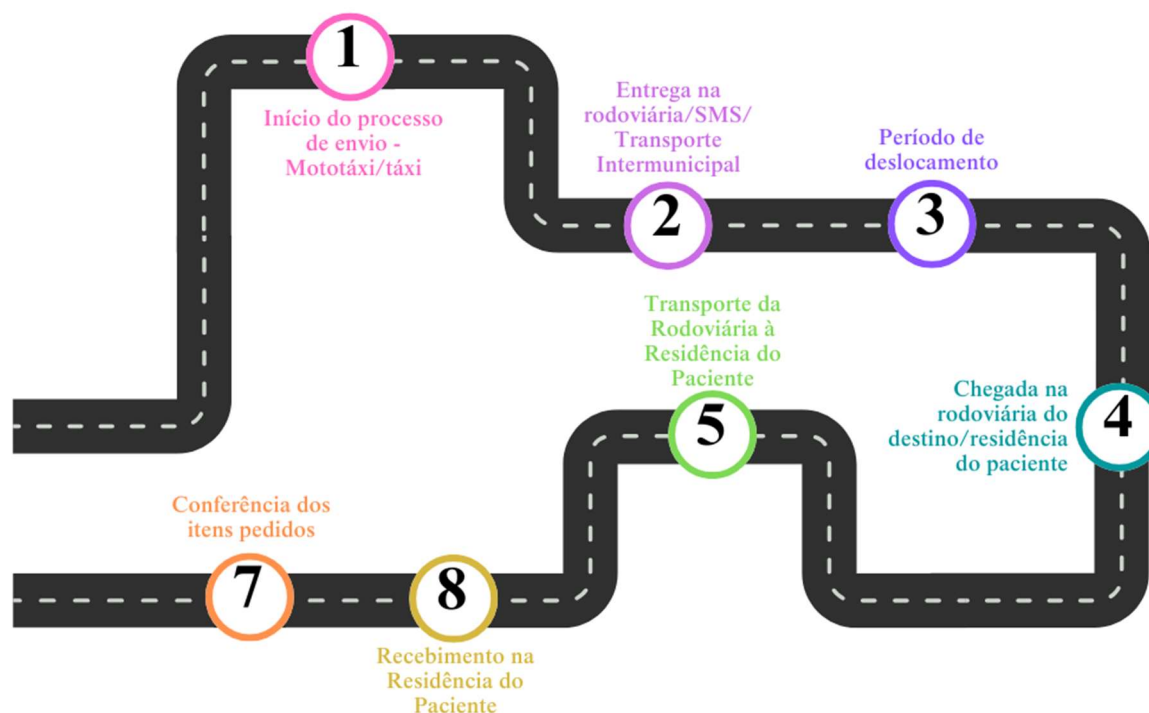 1
Início do processo
de envio -
Mototáxi/táxi
Entrega na
rodoviária/SMS/
Transporte
Intermunicipal
2
Período de
deslocamento
3
Chegada na
rodoviária do
destino/residência
do paciente
4
Transporte da
Rodoviária à
Residência do
Paciente
5
Conferência dos
itens pedidos
7
8
Recebimento na
Residência do
Paciente